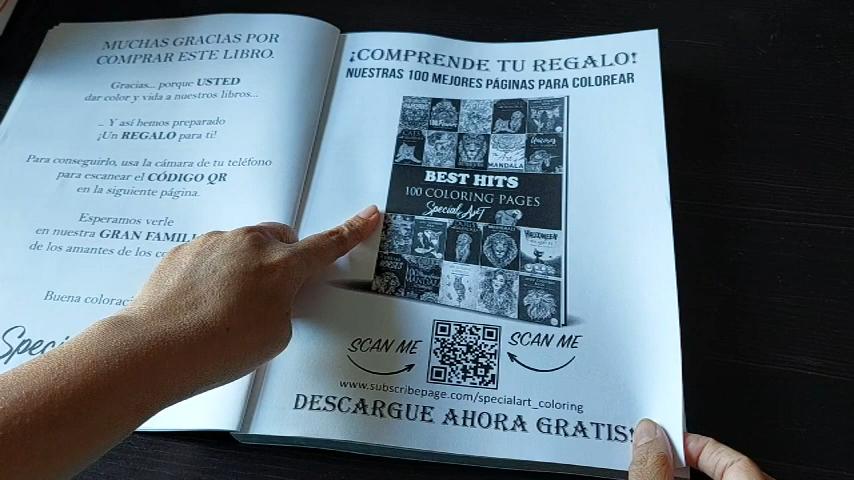 MUCHAS GRACIAS POR
COMPRAR ESTE LIBRO.
Gracias... porque USTED
dar color y vida a nuestros libros...
... Y así hemos preparado
¡Un REGALO para ti!
Para conseguirlo, usa la cámara de tu teléfono
para escanear el CÓDIGO QR
en la siguiente página.
Esperamos verle
en nuestra GRAN
de los amantes de los
Buena
¡COMPRENDE TU REGALO!
NUESTRAS 100 MEJORES PÁGINAS PARA COLOREAR
MANDALA
BEST HITS
100 COLORING PAGES
Special Art
HALLOWEEN
SCAN ME
SCAN ME
www.subscribepage.com/specialart_coloring
DESCARGUE AHORA GRATIS!